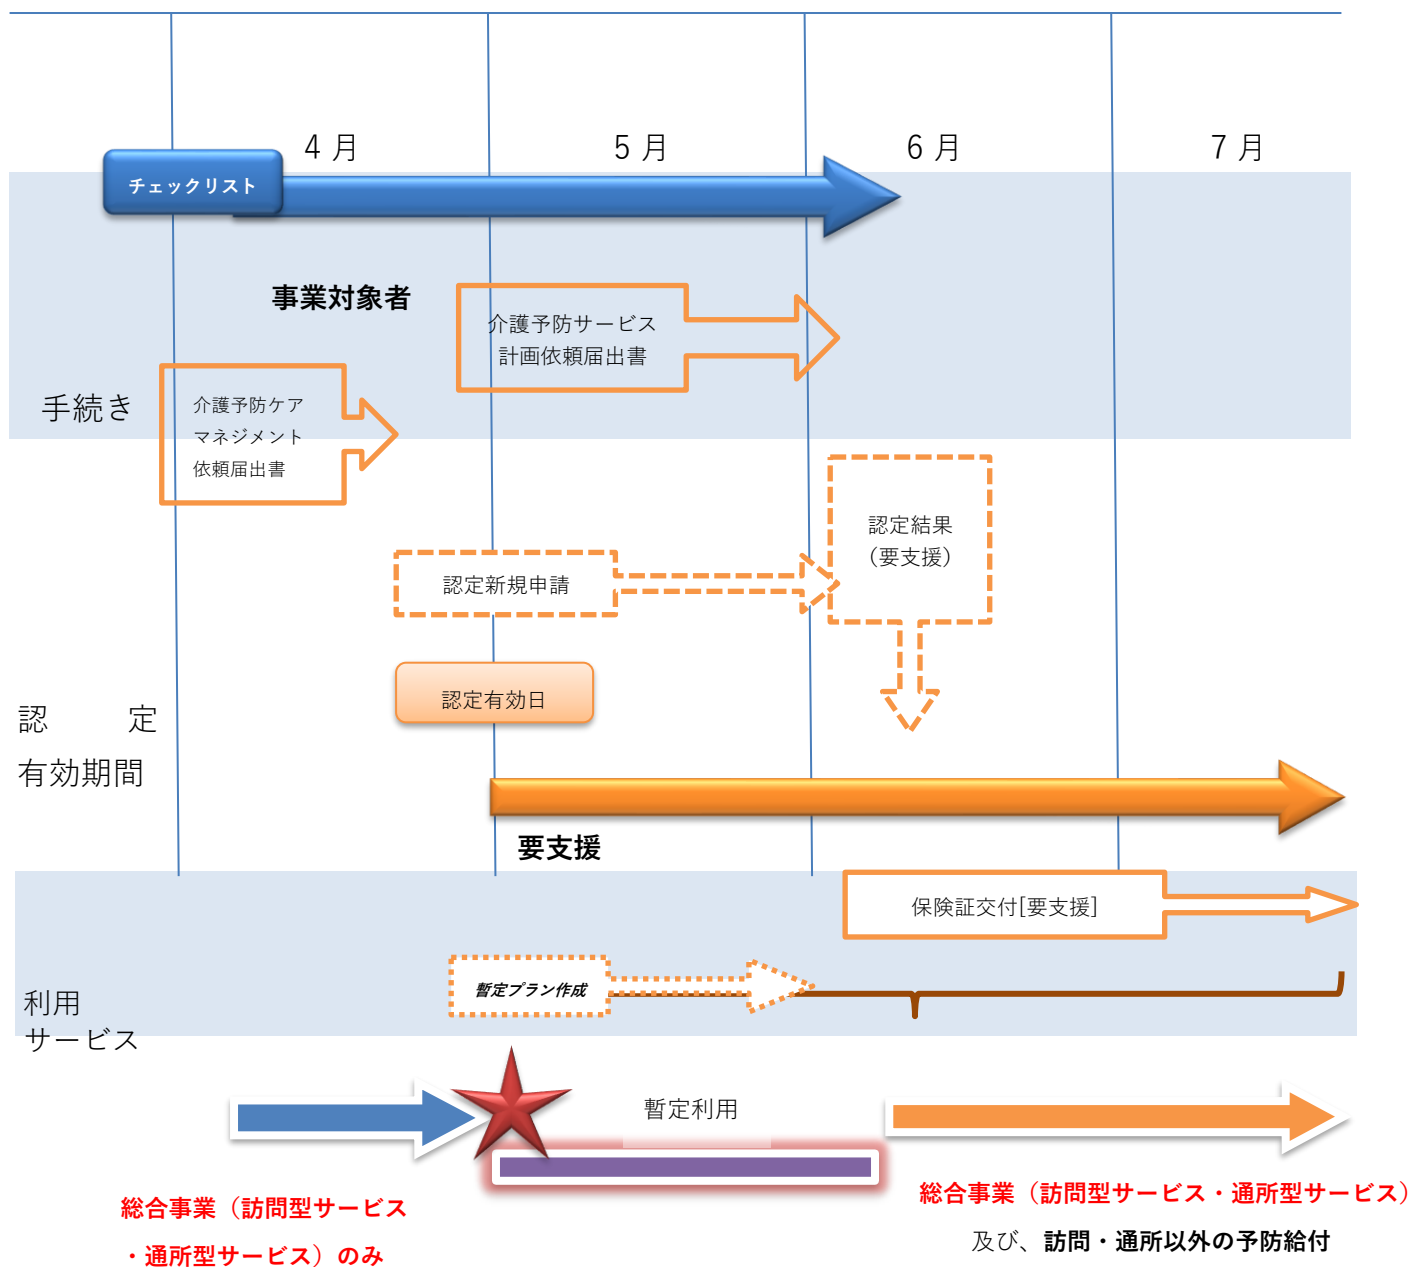 4 月
5 月
6 月
7 月
チェックリスト
事業対象者
介護予防サービス
計画依頼届出書
手続き
介護予防ケア
マネジメント
依頼届出書
認定結果
(要支援)
認定新規申請
認定有効日
認 定
有効期間
要支援
保険証交付[要支援]
暫定プラン作成
利用
サービス
暫定利用
総合事業（訪問型サービス
・通所型サービス）のみ
総合事業（訪問型サービス・通所型サービス）
及び、訪問・通所以外の予防給付